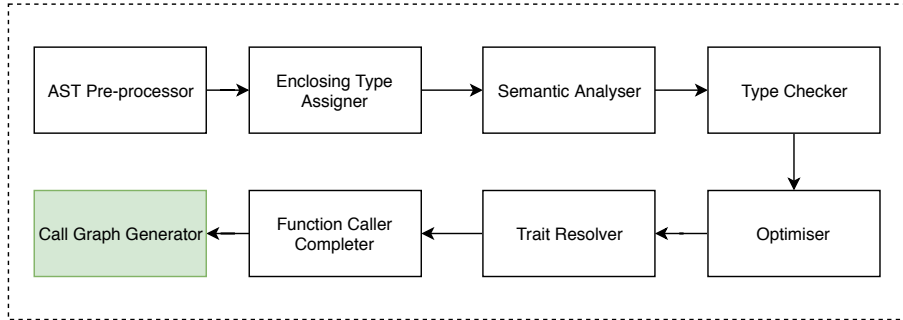 AST Pre-processor
Enclosing Type
Assigner
Semantic Analyser
Type Checker
Call Graph Generator
Function Caller
Completer
Trait Resolver
Optimiser